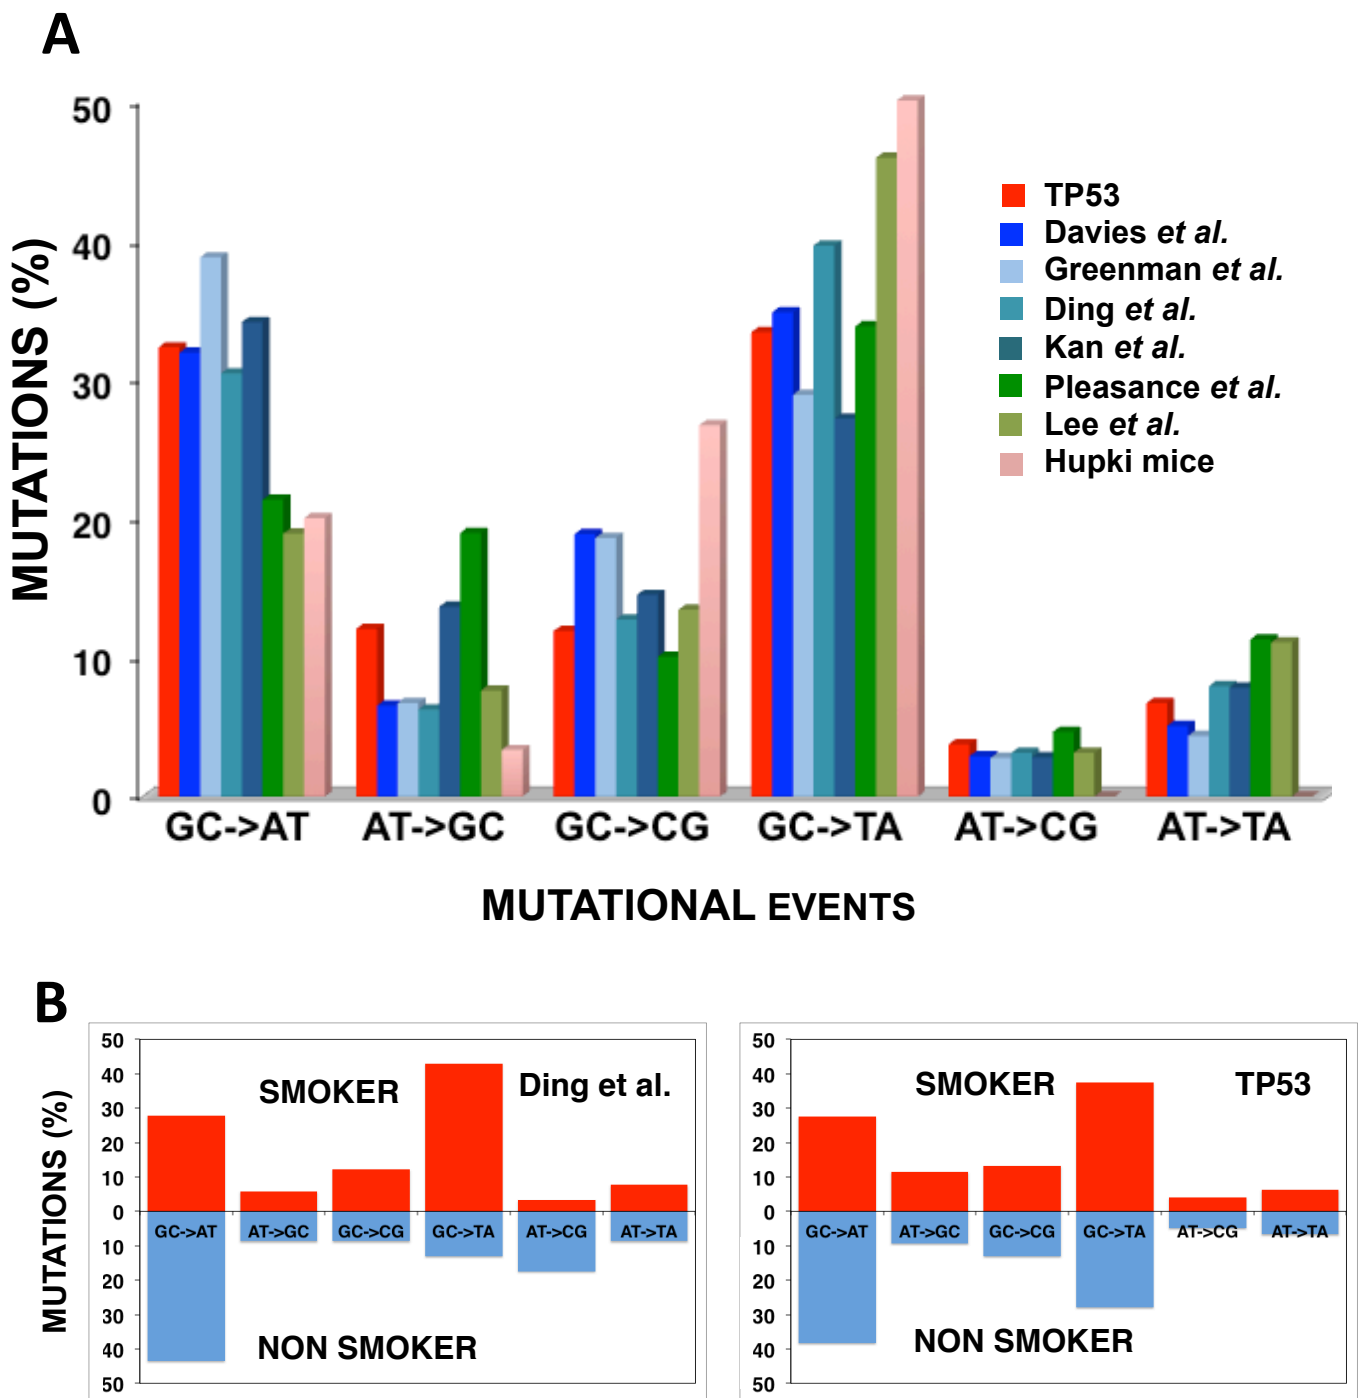 A
50
40
30
20
10
0
MUTATIONS (%)
TP53
Davies et al.
Greenman et al.
Ding et al.
Kan et al.
Pleasance et al.
Lee et al.
Hupki mice
GC->AT AT->GC GC->CG GC->TA AT->CG AT->TA
MUTATIONAL EVENTS
B
MUTATIONS (%)
50
40
30
20
10
0
10
20
30
40
50
SMOKER
Ding et al.
GC->AT AT->GC GC->CG GC->TA AT->CG AT->TA
NON SMOKER
50
40
30
20
10
0
10
20
30
40
50
SMOKER
TP53
GC->AT AT->GC GC->CG GC->TA AT->CG AT->TA
NON SMOKER